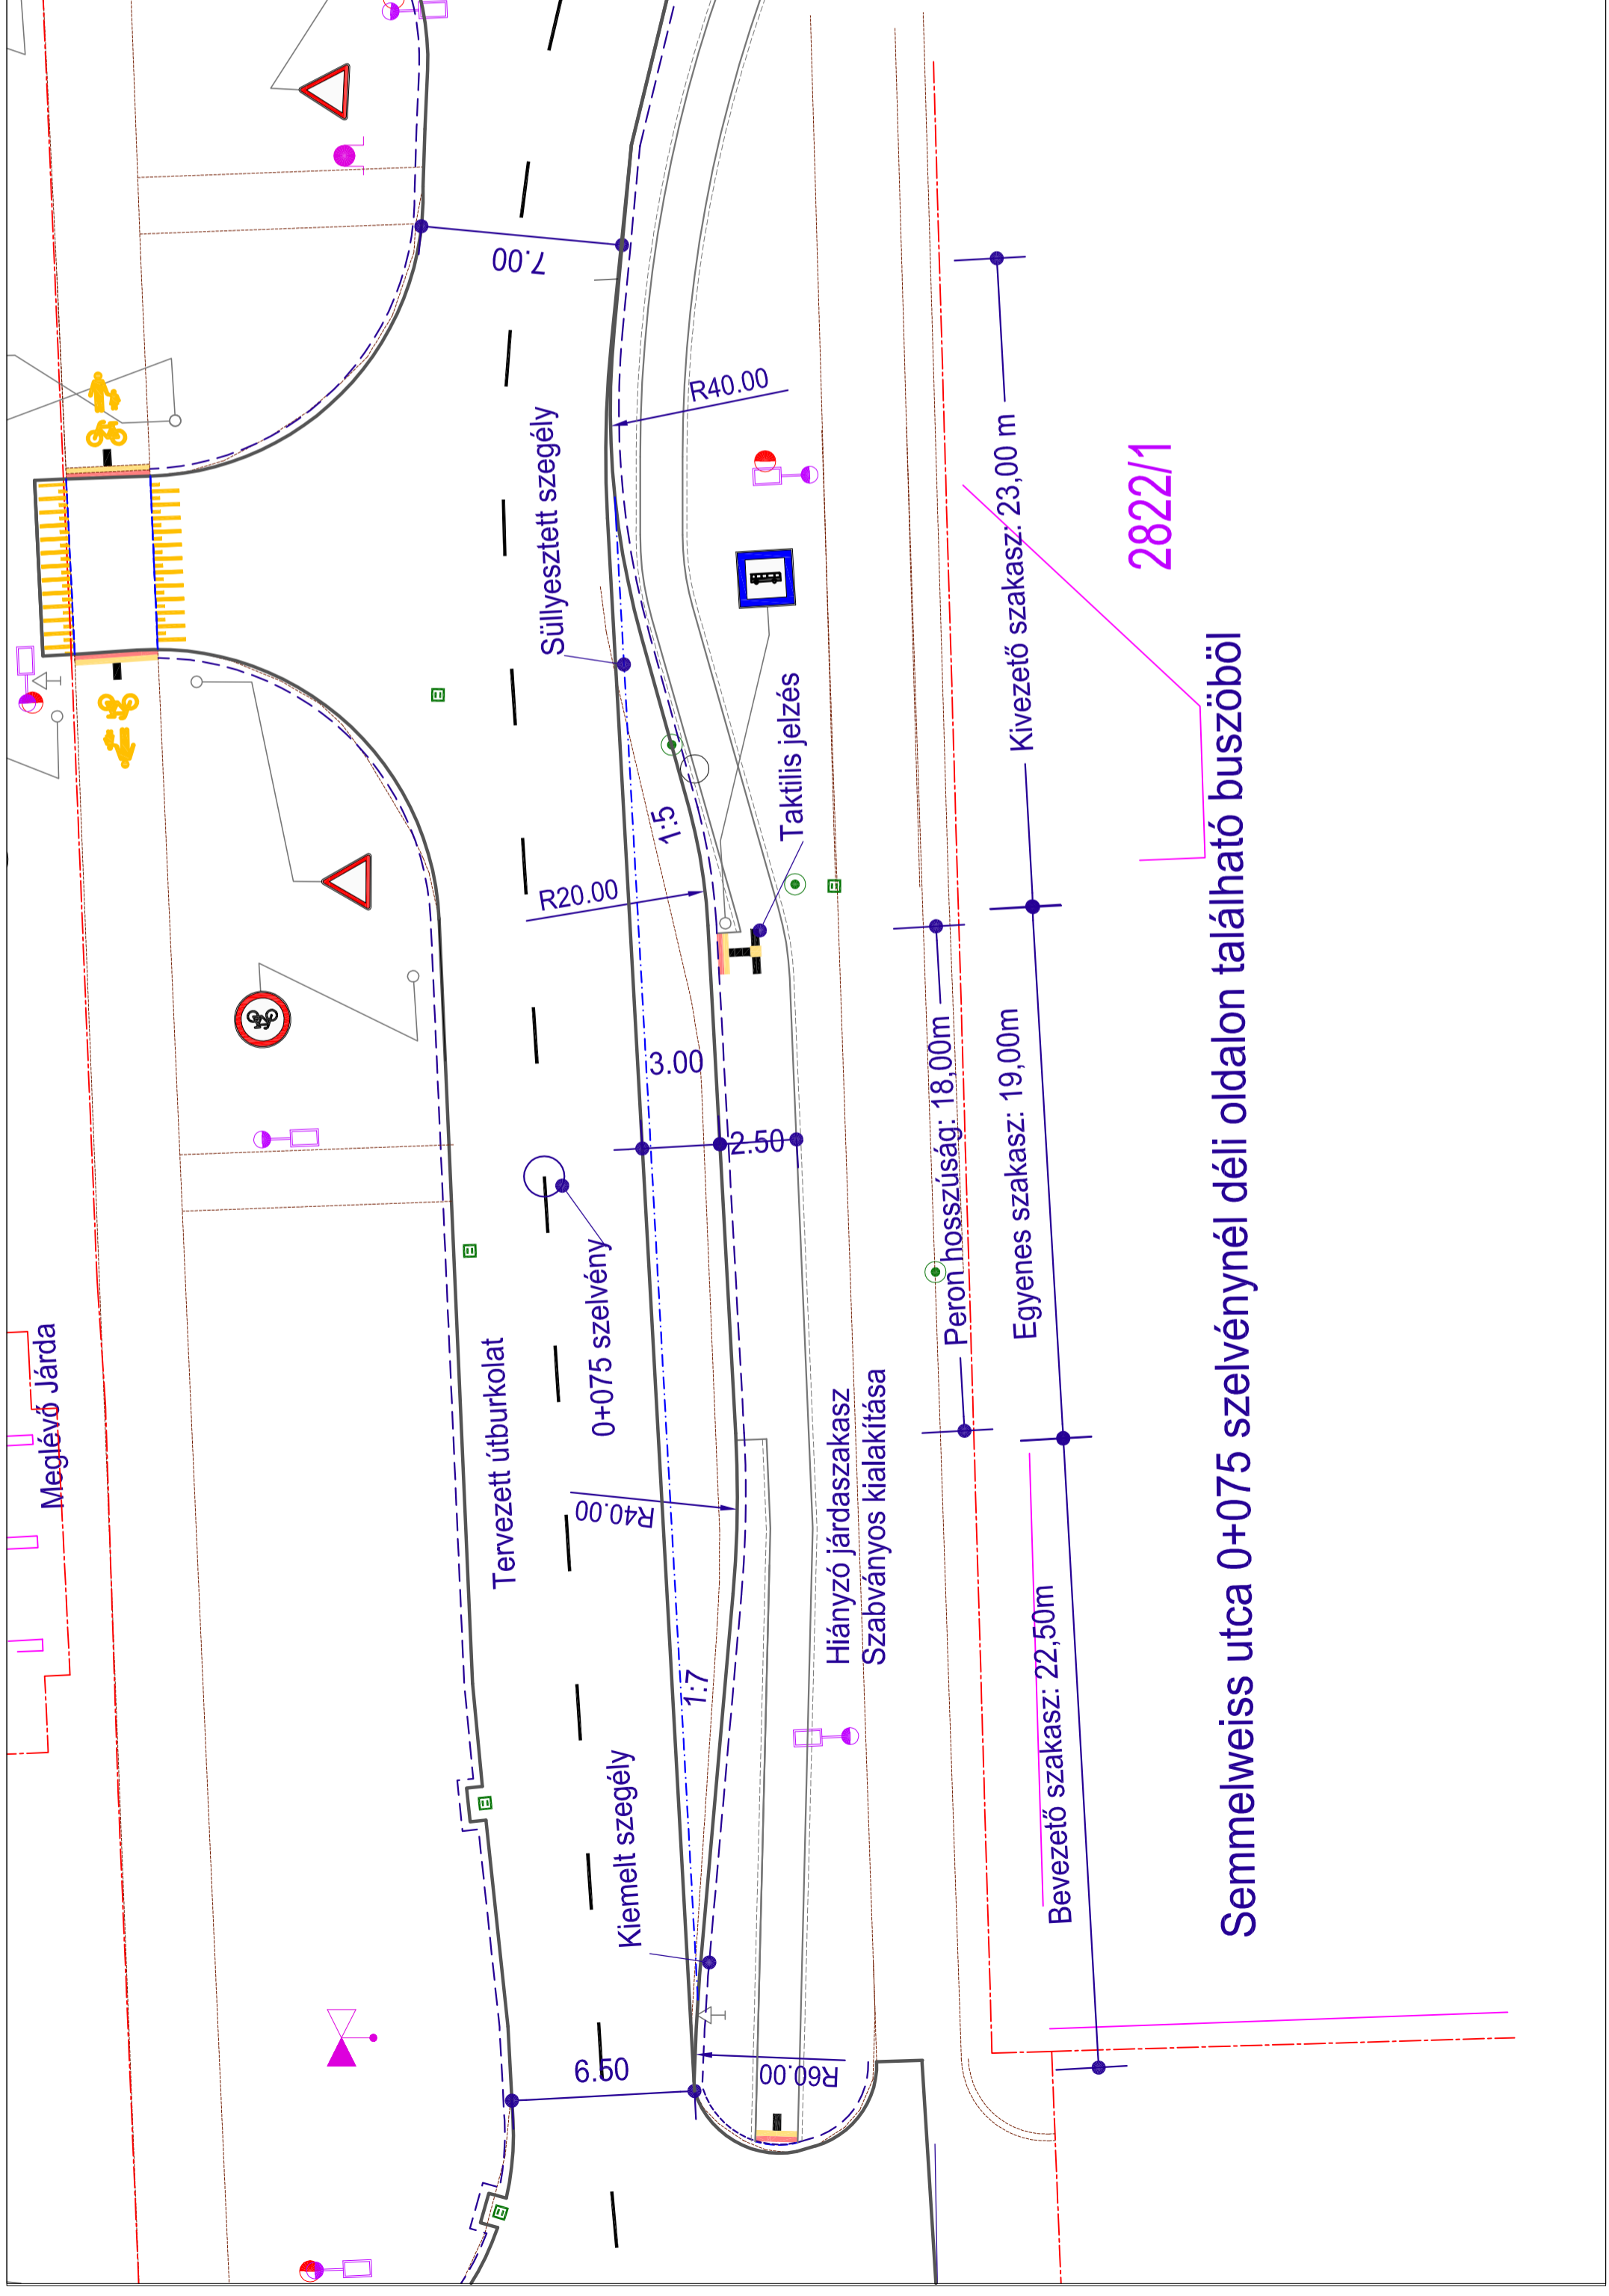 Meglévő Járda
7.00
R40.00
Süllyesztett szegély
2822/1
Kivezető szakasz: 23,00 m
Taktilis jelzés
1:5
R20.00
3.00
2.50
Peron hosszúság: 18,00m
Egyenes szakasz: 19,00m
0+075 szelvény
Tervezett útburkolat
R40.00
Hiányzó járdaszakasz
Szabványos kialakítása
1:7
Kiemelt szegély
Bevezető szakasz: 22,50m
6.50
R60.00
Semmelweiss utca 0+075 szelvénynél déli oldalon található buszöböl